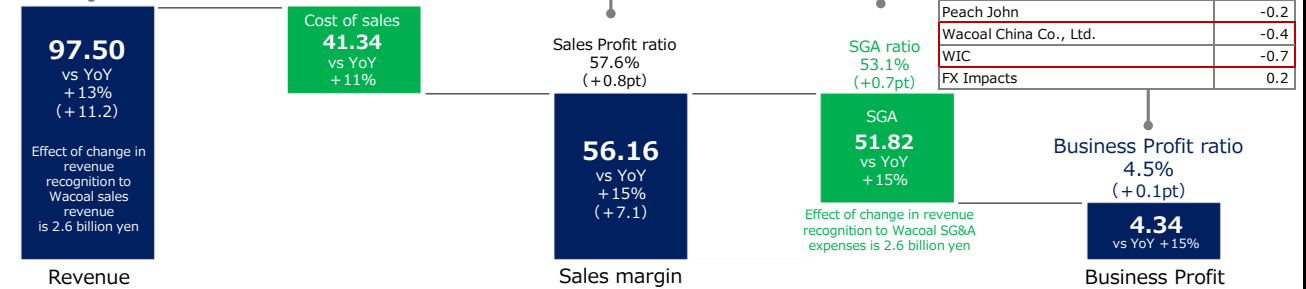 97.50
vs YoY
+13%
(+11.2)
Effect of change in
revenue
recognition to
Wacoal sales
revenue
is 2.6 billion yen
Revenue
Cost of sales
41.34
vs YoY
+11%
Sales Profit ratio
57.6%
(+0.8pt)
56.16
vs YoY
+15%
(+7.1)
Sales margin
SGA ratio
53.1%
(+0.7pt)
SGA
51.82
vs YoY
+15%
Effect of change in revenue
recognition to Wacoal SG&A
expenses is 2.6 billion yen
Peach John -0.2
Wacoal China Co., Ltd. -0.4
WIC -0.7
FX Impacts 0.2
Business Profit ratio
4.5%
(+0.1pt)
4.34
vs YoY +15%
Business Profit